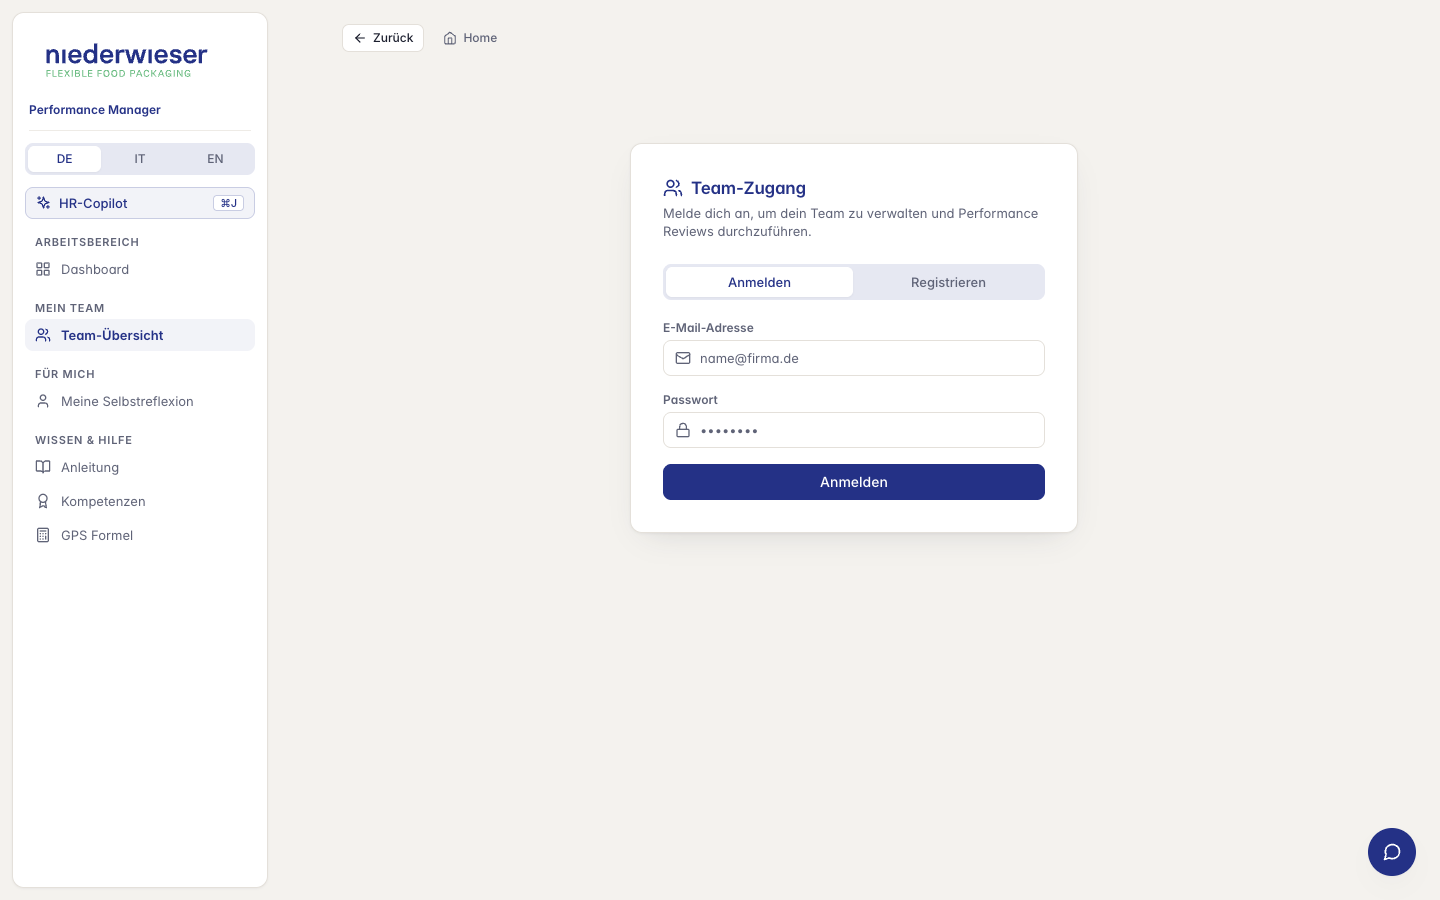 niederwieser
FLEXIBLE FOOD PACKAGING
Performance Manager
DE IT EN
HR-Copilot ⌘J
ARBEITSBEREICH
Dashboard
MEIN TEAM
Team-Übersicht
FÜR MICH
Meine Selbstreflexion
WISSEN & HILFE
Anleitung
Kompetenzen
GPS Formel
Zurück Home
Team-Zugang
Melde dich an, um dein Team zu verwalten und Performance
Reviews durchzuführen.
Anmelden Registrieren
E-Mail-Adresse
name@firma.de
Passwort
••••••••
Anmelden